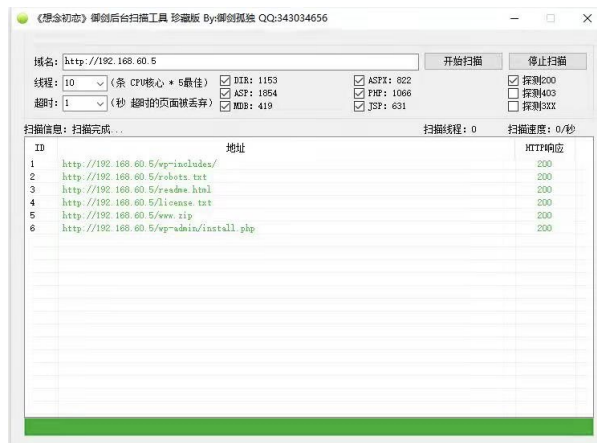 《想念初恋》御剑后台扫描工具 珍藏版 By:御剑孤独 QQ:343034656
域名: http://192.168.60.5 开始扫描 停止扫描
线程: 10 (条 CPU核心 * 5最佳) DIR: 1153 ASPX: 822 探测200
ASP: 1854 PHP: 1066 探测403
超时: 1 (秒 超时的页面被丢弃) MDB: 419 JSP: 631 探测3XX
扫描信息: 扫描完成... 扫描线程: 0 扫描速度: 0/秒
ID 地址 HTTP响应
1 http://192.168.60.5/wp-includes/ 200
2 http://192.168.60.5/robots.txt 200
3 http://192.168.60.5/readme.html 200
4 http://192.168.60.5/license.txt 200
5 http://192.168.60.5/www.zip 200
6 http://192.168.60.5/wp-admin/install.php 200